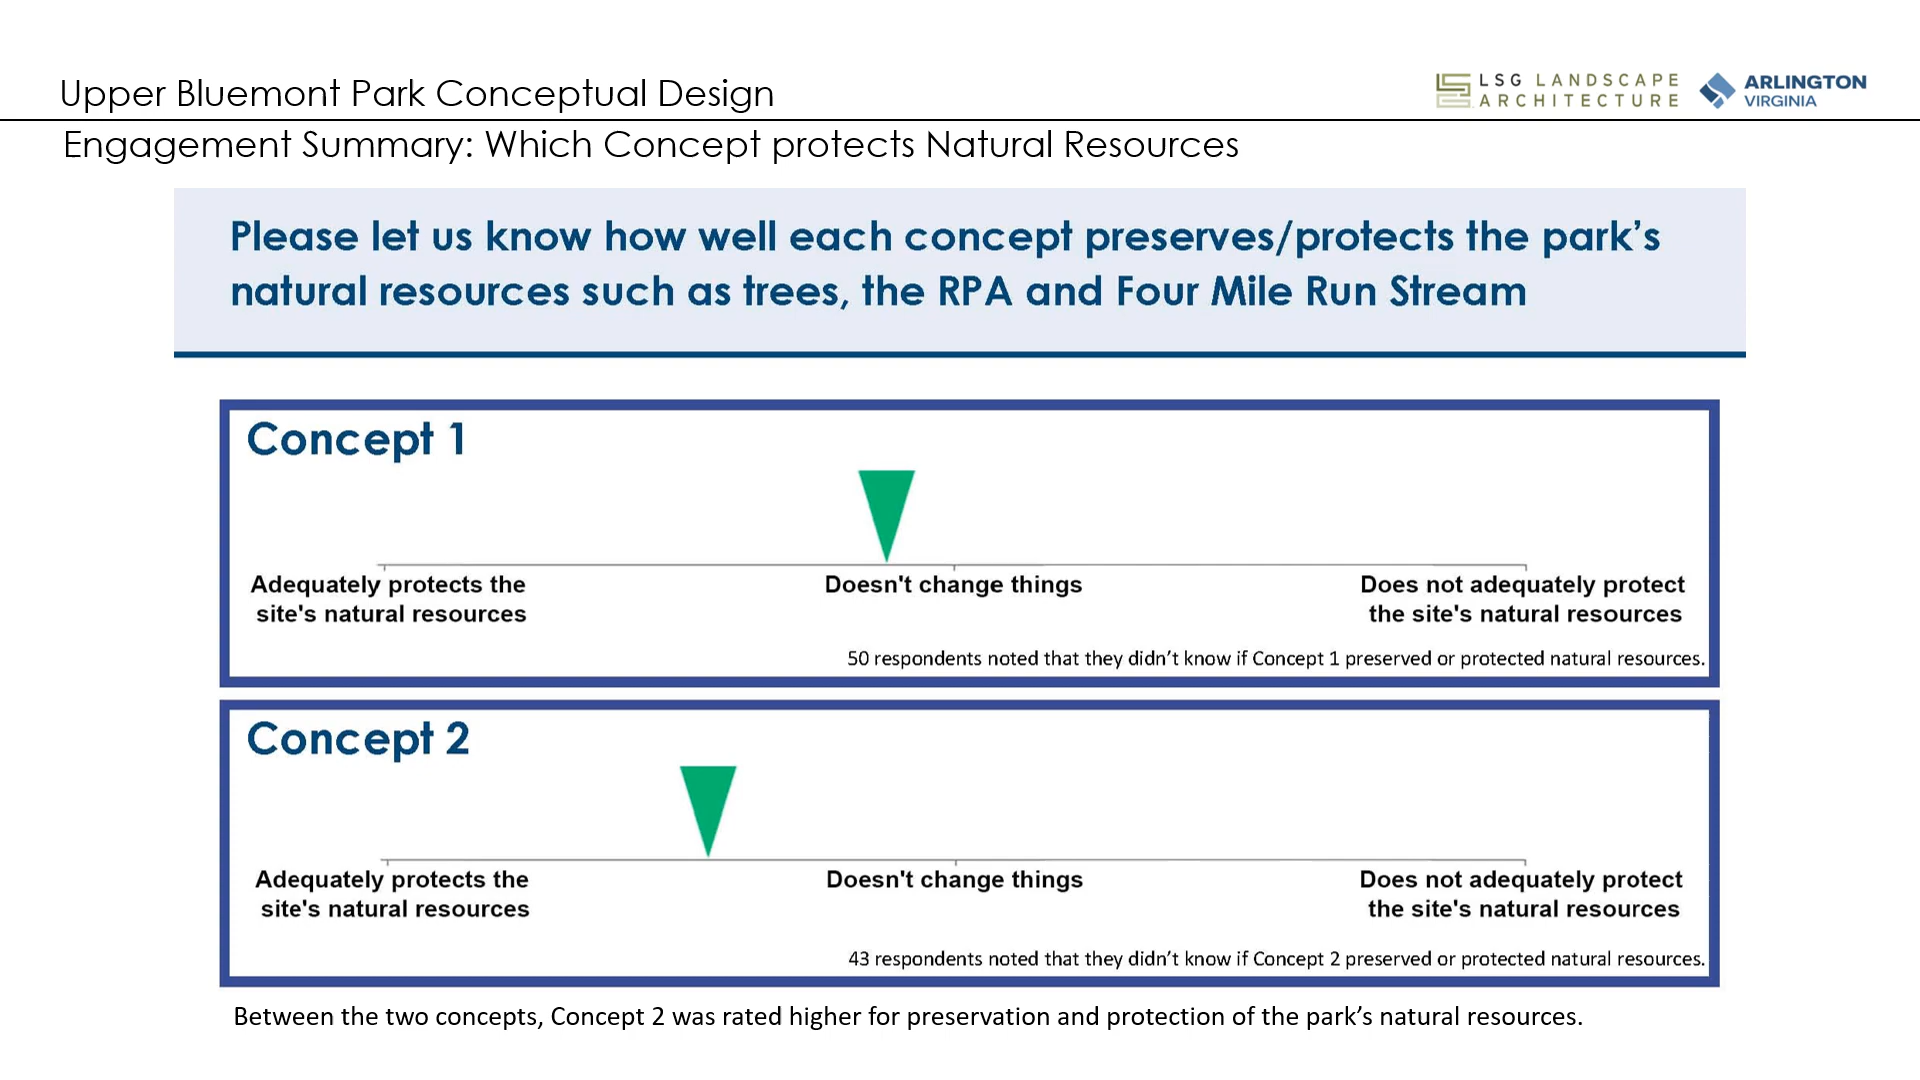 Upper Bluemont Park Conceptual Design
LSG LANDSCAPE
ARCHITECTURE
ARLINGTON
VIRGINIA
Engagement Summary: Which Concept protects Natural Resources
Please let us know how well each concept preserves/protects the park’s
natural resources such as trees, the RPA and Four Mile Run Stream
Concept 1
Adequately protects the
site's natural resources
Doesn't change things
Does not adequately protect
the site's natural resources
50 respondents noted that they didn’t know if Concept 1 preserved or protected natural resources.
Concept 2
Adequately protects the
site's natural resources
Doesn't change things
Does not adequately protect
the site's natural resources
43 respondents noted that they didn’t know if Concept 2 preserved or protected natural resources.
Between the two concepts, Concept 2 was rated higher for preservation and protection of the park’s natural resources.